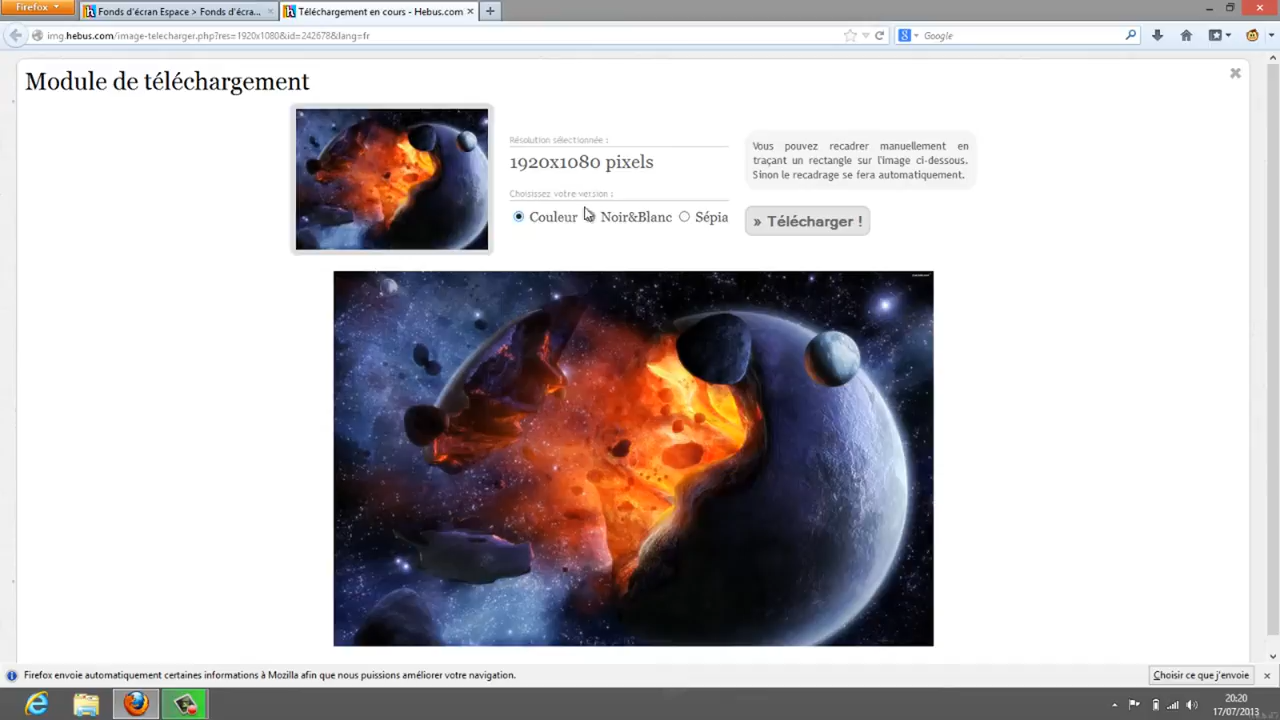 Firefox
Fonds d'écran Espace > Fonds d'écra...
Téléchargement en cours - Hebus.com
img.hebus.com/image-telecharger.php?res=1920x1080&id=242678&lang=fr
Google
Module de téléchargement
Résolution sélectionnée :
1920x1080 pixels
Choisissez votre version :
Couleur
Noir&Blanc
Sépia
Vous pouvez recadrer manuellement en
traçant un rectangle sur l'image ci-dessous.
Sinon le recadrage se fera automatiquement.
» Télécharger !
Firefox envoie automatiquement certaines informations à Mozilla afin que nous puissions améliorer votre navigation.
Choisir ce que j'envoie
20:20
17/07/2013